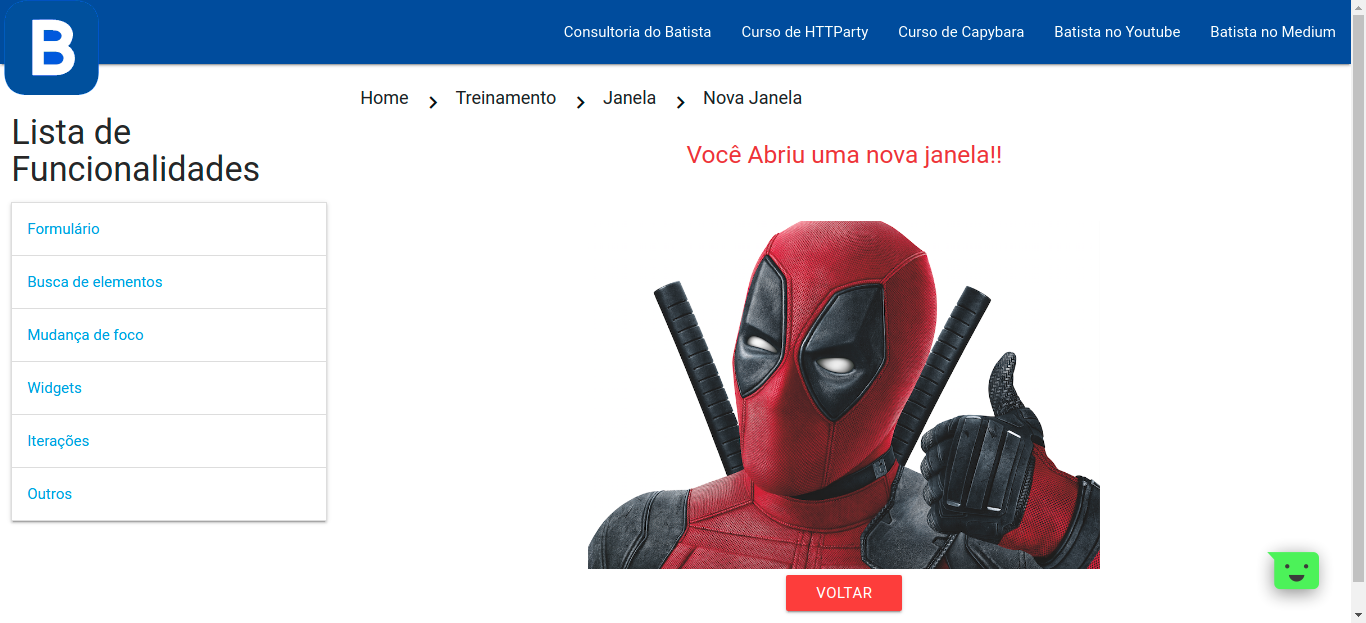 B
Consultoria do Batista
Curso de HTTParty
Curso de Capybara
Batista no Youtube
Batista no Medium
Home
Treinamento
Janela
Nova Janela
Lista de
Funcionalidades
Formulário
Busca de elementos
Mudança de foco
Widgets
Iterações
Outros
Você Abriu uma nova janela!!
VOLTAR